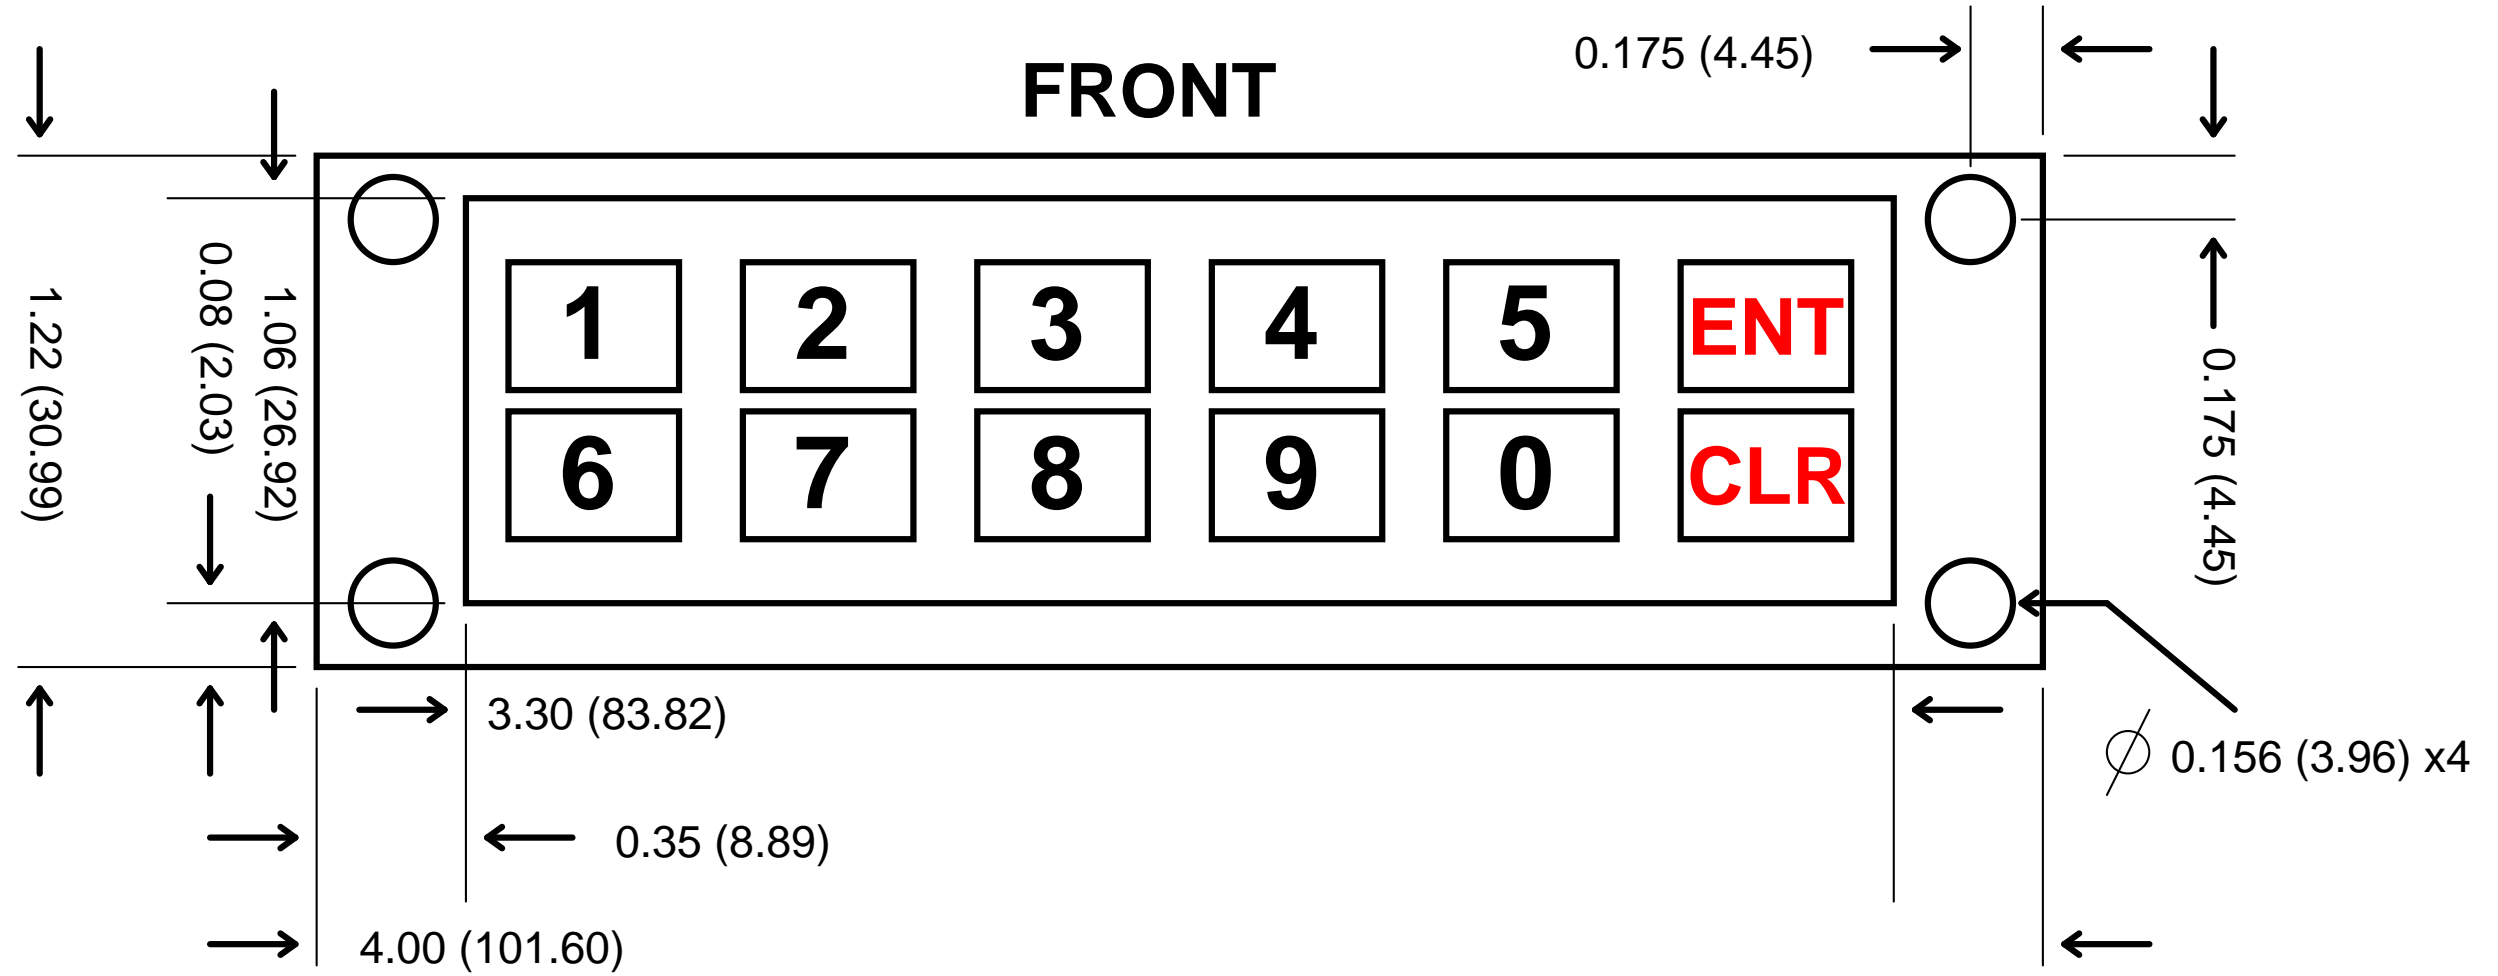 0.175 (4.45)
FRONT
1 2 3 4 5 ENT
6 7 8 9 0 CLR
1.22 (30.99)
0.08 (2.03)
1.06 (26.92)
0.175 (4.45)
3.30 (83.82)
0.156 (3.96) x4
0.35 (8.89)
4.00 (101.60)